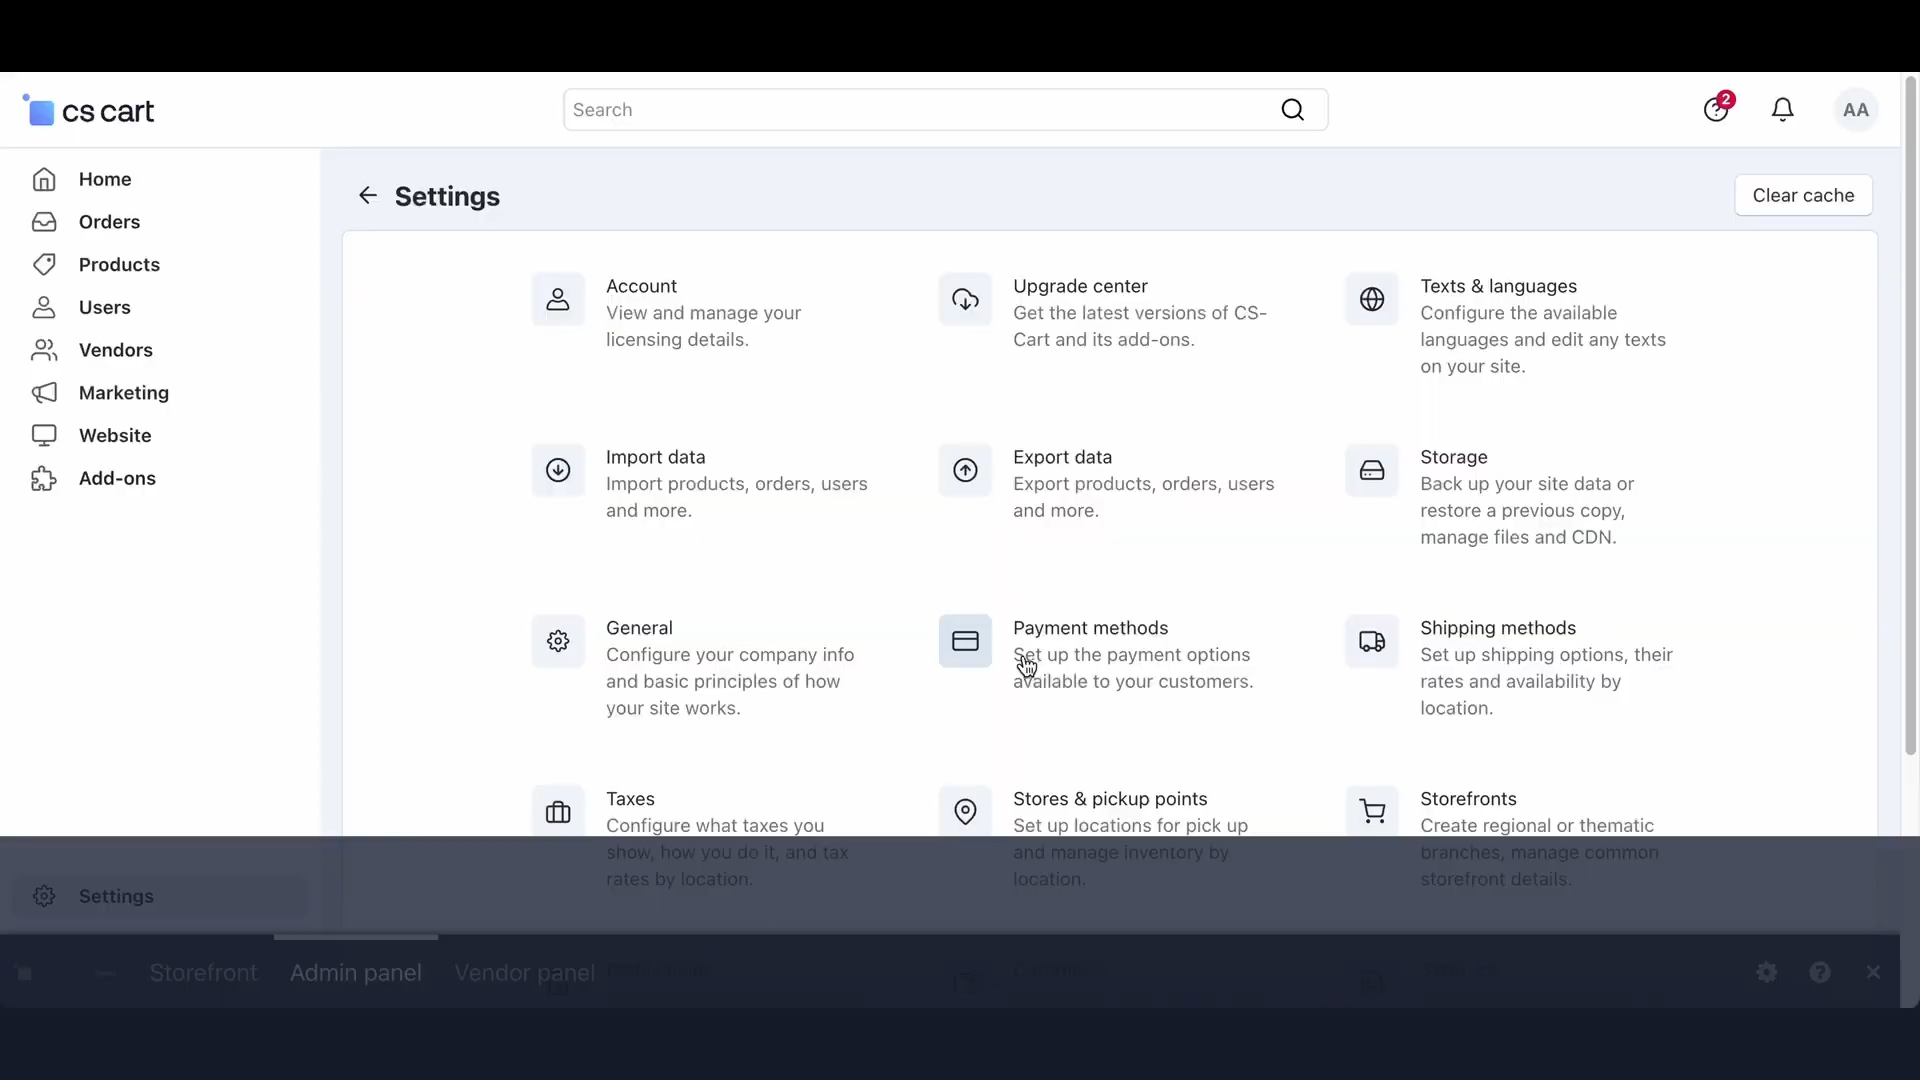 cs cart
Search
2
AA
Home
Orders
Products
Users
Vendors
Marketing
Website
Add-ons
Settings
Settings
Clear cache
Account
View and manage your
licensing details.
Upgrade center
Get the latest versions of CS-
Cart and its add-ons.
Texts & languages
Configure the available
languages and edit any texts
on your site.
Import data
Import products, orders, users
and more.
Export data
Export products, orders, users
and more.
Storage
Back up your site data or
restore a previous copy,
manage files and CDN.
General
Configure your company info
and basic principles of how
your site works.
Payment methods
Set up the payment options
available to your customers.
Shipping methods
Set up shipping options, their
rates and availability by
location.
Taxes
Configure what taxes you
show, how you do it, and tax
rates by location.
Stores & pickup points
Set up locations for pick up
and manage inventory by
location.
Storefronts
Create regional or thematic
branches, manage common
storefront details.
Storefront
Admin panel
Vendor panel